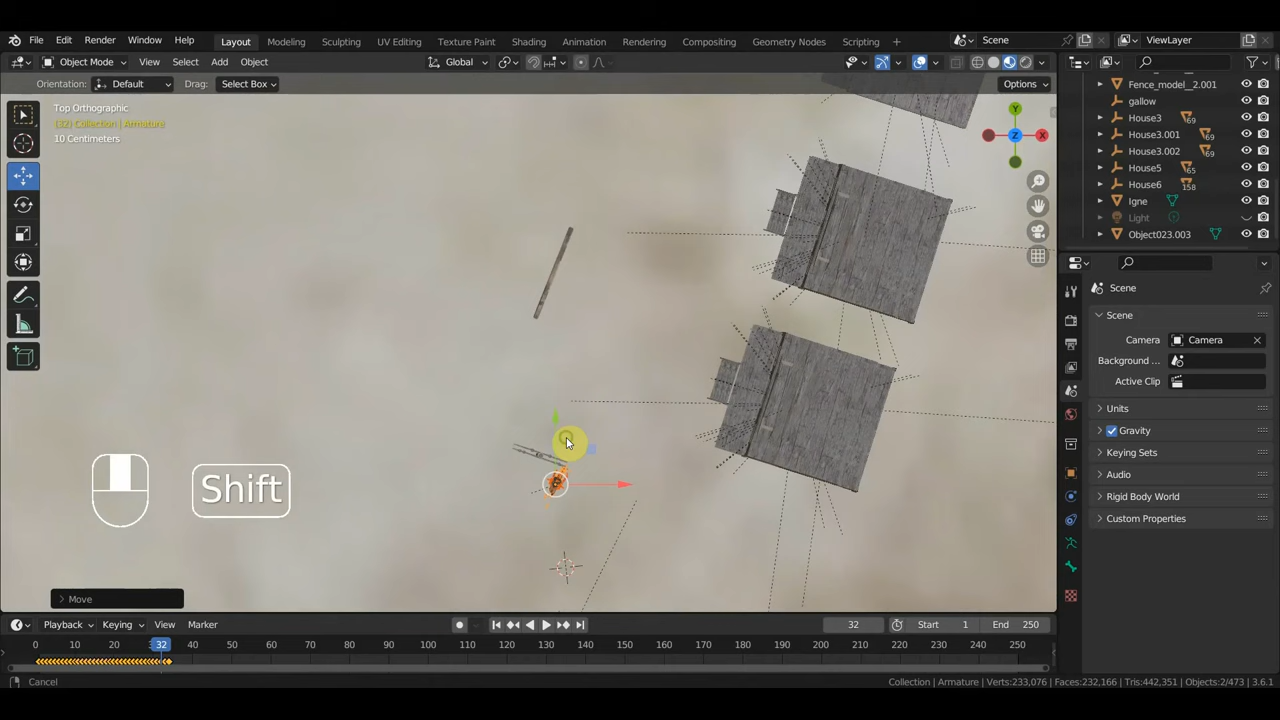 File Edit Render Window Help Layout Modeling Sculpting UV Editing Texture Paint Shading Animation Rendering Compositing Geometry Nodes Scripting + Scene ViewLayer
Object Mode View Select Add Object Global
Orientation: Default Drag: Select Box Options
Top Orthographic
(32) Collection | Armature
10 Centimeters
Y
Z
X
Fence_model__2.001
gallow
House3 69
House3.001 69
House3.002 69
House5 65
House6 158
Igne
Light
Object023.003
Scene
Scene
Camera Camera
Background ...
Active Clip
Units
Gravity
Keying Sets
Audio
Rigid Body World
Custom Properties
Shift
Move
Playback Keying View Marker 32 Start 1 End 250
0 10 20 32 40 50 60 70 80 90 100 110 120 130 140 150 160 170 180 190 200 210 220 230 240 250
Cancel Collection | Armature | Verts:233,076 | Faces:232,166 | Tris:442,351 | Objects:2/473 | 3.6.1